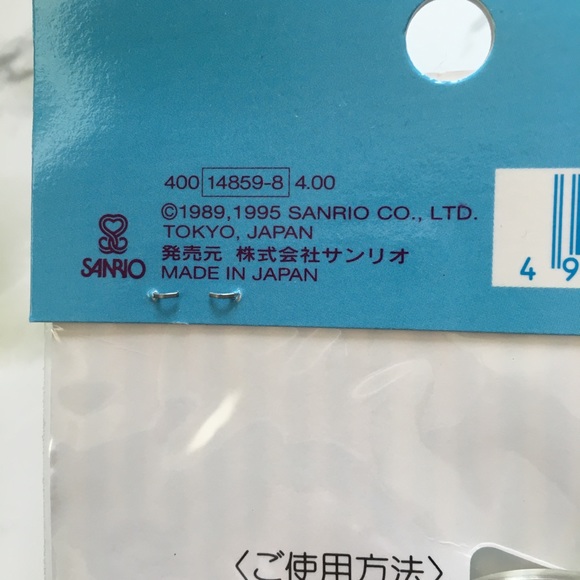 400 14859-8 4.00
©1989,1995 SANRIO CO., LTD.
TOKYO, JAPAN
発売元 株式会社サンリオ
SANRIO
MADE IN JAPAN
4 9
〈ご使用方法〉